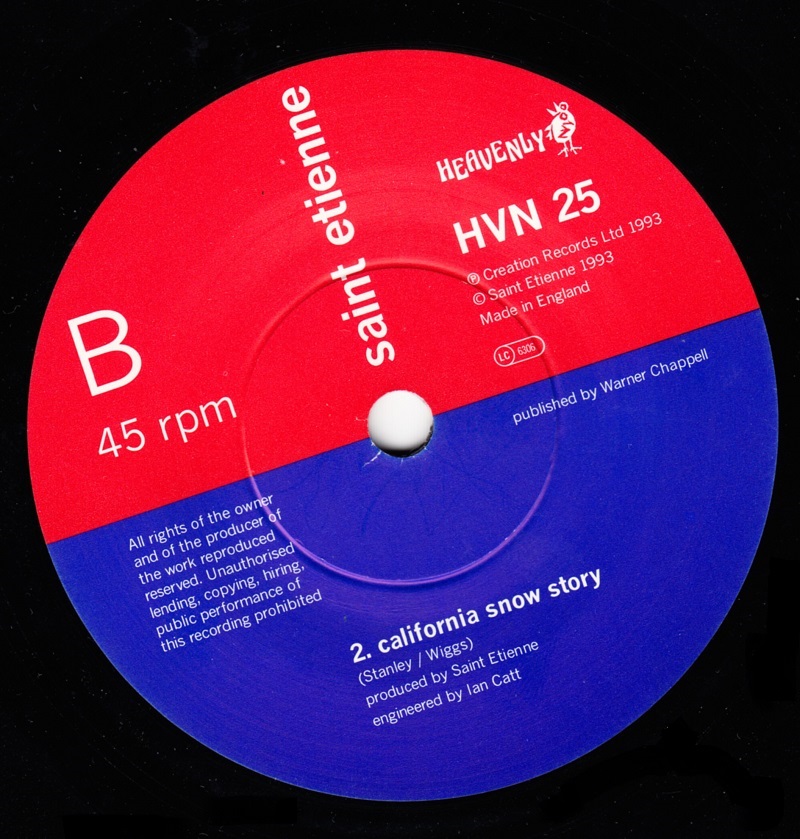 saint etienne
HEAVENLY
HVN 25
℗ Creation Records Ltd 1993
© Saint Etienne 1993
Made in England
LC 6306
B
45 rpm
published by Warner Chappell
All rights of the owner
and of the producer of
the work reproduced
reserved. Unauthorised
lending, copying, hiring,
public performance of
this recording prohibited
2. california snow story
(Stanley / Wiggs)
produced by Saint Etienne
engineered by Ian Catt